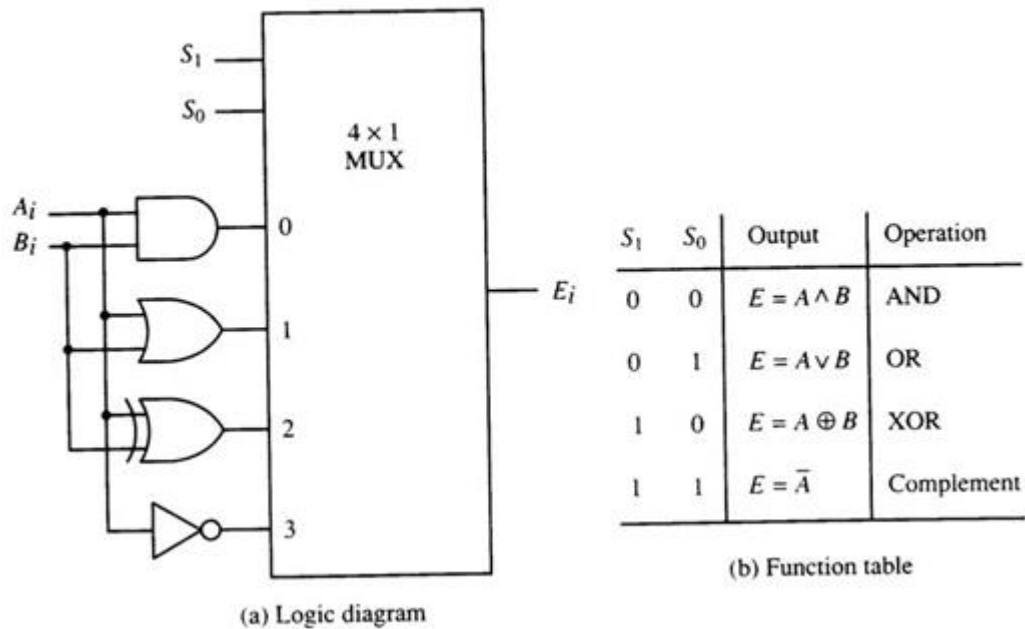 S₁
S₀
4 × 1
MUX
Aᵢ
Bᵢ
0
1
2
3
Eᵢ
(a) Logic diagram
S₁ S₀ Output Operation
0 0 E = A ∧ B AND
0 1 E = A ∨ B OR
1 0 E = A ⊕ B XOR
1 1 E = A̅ Complement
(b) Function table